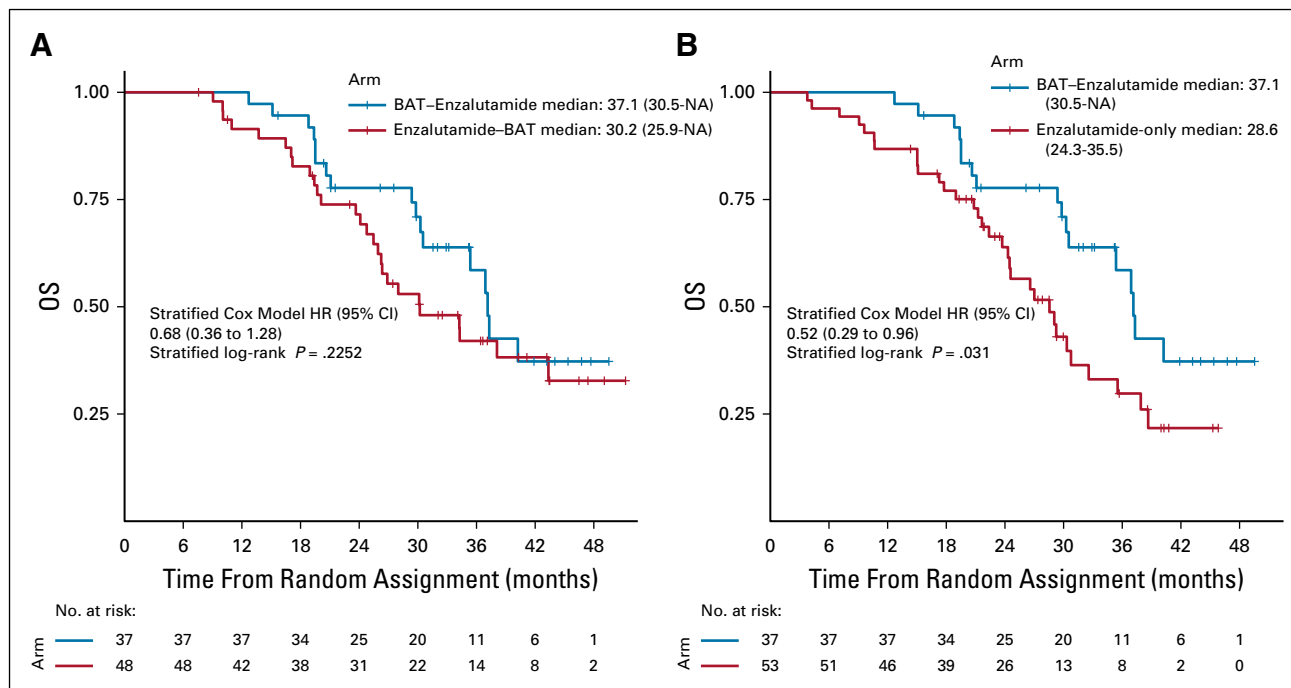 A
Arm
BAT–Enzalutamide median: 37.1 (30.5-NA)
Enzalutamide–BAT median: 30.2 (25.9-NA)
1.00
0.75
0.50
0.25
OS
Stratified Cox Model HR (95% CI)
0.68 (0.36 to 1.28)
Stratified log-rank P = .2252
0 6 12 18 24 30 36 42 48
Time From Random Assignment (months)
No. at risk:
Arm
37 37 37 34 25 20 11 6 1
48 48 42 38 31 22 14 8 2
B
Arm
BAT–Enzalutamide median: 37.1
(30.5-NA)
Enzalutamide-only median: 28.6
(24.3-35.5)
1.00
0.75
0.50
0.25
OS
Stratified Cox Model HR (95% CI)
0.52 (0.29 to 0.96)
Stratified log-rank P = .031
0 6 12 18 24 30 36 42 48
Time From Random Assignment (months)
No. at risk:
Arm
37 37 37 34 25 20 11 6 1
53 51 46 39 26 13 8 2 0